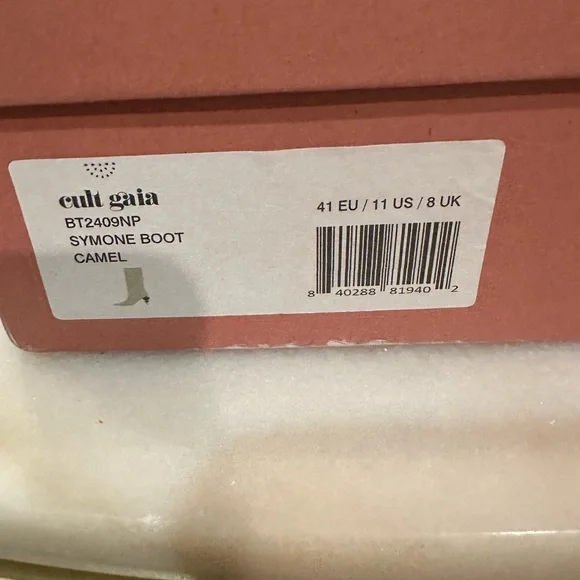 cult gaia
BT2409NP
SYMONE BOOT
CAMEL
41 EU / 11 US / 8 UK
8 40288 81940 2